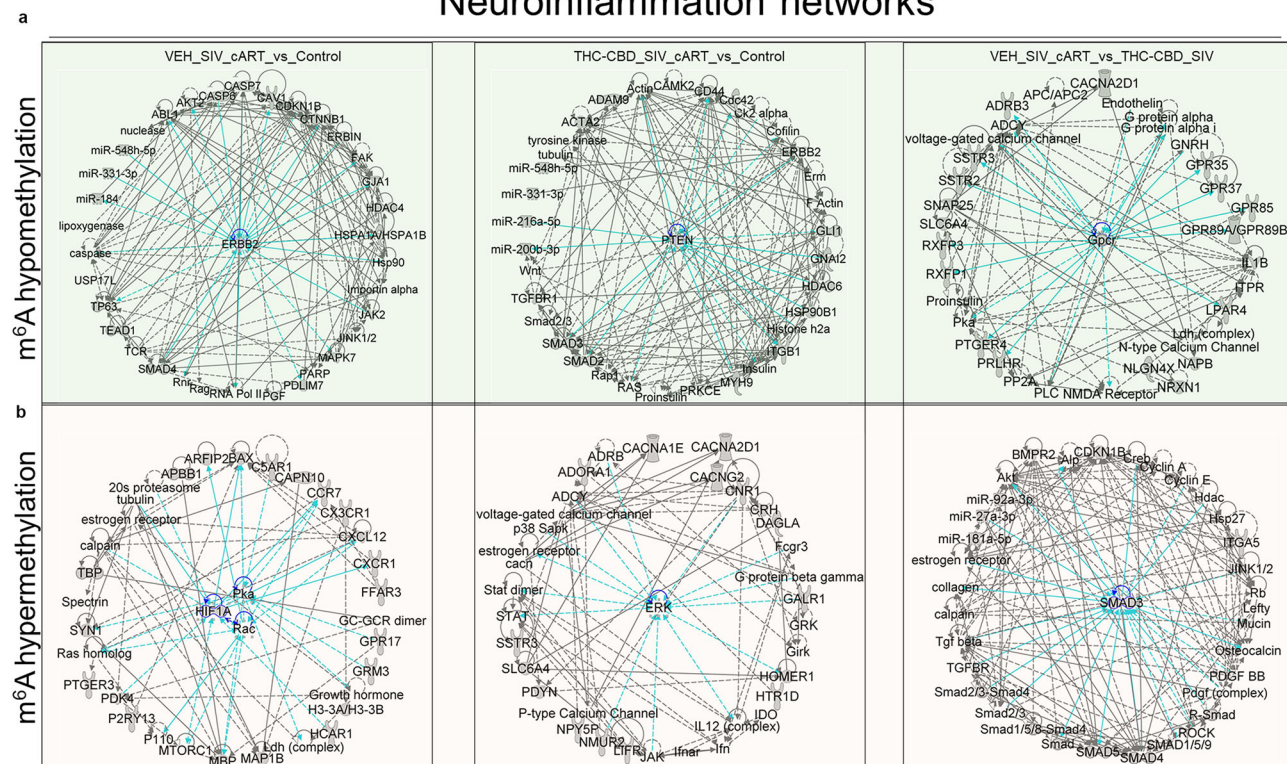 Neuroinflammation networks
a
m⁶A hypomethylation
VEH_SIV_cART_vs_Control
CASP7
CASP8
CAV1
AKT2
CDKN1B
ABL1
CTNNB1
nuclease
ERBIN
miR-548h-5p
FAK
miR-331-3p
GJA1
miR-184
HDAC4
lipoxygenase
HSPA1A/HSPA1B
ERBB2
caspase
Hsp90
USP17L
Importin alpha
TP63
JAK2
TEAD1
JINK1/2
TCR
MAPK7
SMAD4
PARP
Rnr
Rag
RNA Pol II
PGF
PDLIM7
THC-CBD_SIV_cART_vs_Control
Actin
CAMK2
CD44
ADAM9
Cdc42
ACTA2
Ck2 alpha
tyrosine kinase
Cofilin
tubulin
ERBB2
miR-548h-5p
Erm
miR-331-3p
F Actin
miR-216a-5p
GLI1
PTEN
miR-200b-3p
GNAI2
Wnt
HDAC6
TGFBR1
HSP90B1
Smad2/3
Histone h2a
SMAD3
ITGB1
SMAD2
Insulin
Rap1
MYH9
RAS
PRKCE
Proinsulin
VEH_SIV_cART_vs_THC-CBD_SIV
CACNA2D1
APC/APC2
Endothelin
ADRB3
G protein alpha
ADCY
G protein alpha i
voltage-gated calcium channel
GNRH
SSTR3
GPR35
SSTR2
GPR37
SNAP25
GPR85
SLC6A4
GPR89A/GPR89B
RXFP3
Gpcr
IL1B
RXFP1
ITPR
Proinsulin
LPAR4
Pka
Ldh (complex)
PTGER4
N-type Calcium Channel
PRLHR
NAPB
PP2A
NLGN4X
NRXN1
PLC
NMDA Receptor
b
m⁶A hypermethylation
ARFIP2
BAX
C5AR1
APBB1
CAPN10
20s proteasome
CCR7
tubulin
CX3CR1
estrogen receptor
CXCL12
calpain
CXCR1
TBP
FFAR3
Pka
Spectrin
HIF1A
GC-GCR dimer
SYN1
Rac
GPR17
Ras homolog
GRM3
PTGER3
Growth hormone
PDK4
H3-3A/H3-3B
P2RY13
HCAR1
P110
Ldh (complex)
MTORC1
MAP1B
MBP
ADRB
CACNA1E
CACNA2D1
ADORA1
CACNG2
ADCY
CNR1
voltage-gated calcium channel
CRH
p38 Sapk
DAGLA
estrogen receptor
Fcgr3
cacn
G protein beta gamma
Stat dimer
GALR1
ERK
STAT
GRK
SSTR3
Girk
SLC6A4
HOMER1
PDYN
HTR1D
P-type Calcium Channel
IDO
NPY5P
IL12 (complex)
NMUR2
Ifn
LIFR
JAK
Ifnar
BMPR2
Alp
CDKN1B
Creb
Cyclin A
Akt
Cyclin E
miR-92a-3p
Hdac
miR-27a-3p
Hsp27
miR-181a-5p
ITGA5
estrogen receptor
JINK1/2
collagen
Rb
SMAD3
Lefty
calpain
Mucin
Tgf beta
Osteocalcin
TGFBR
PDGF BB
Smad2/3-Smad4
Pdgf (complex)
Smad2/3
R-Smad
Smad1/5/8-Smad4
ROCK
Smad
SMAD1/5/9
SMAD5
SMAD4